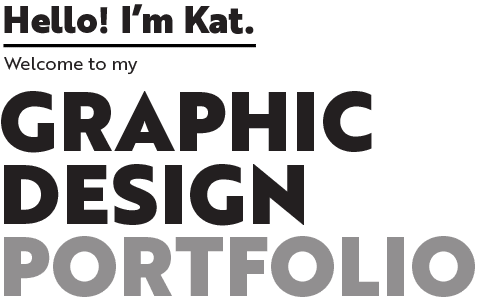 Hello! I’m Kat.
Welcome to my
GRAPHIC
DESIGN
PORTFOLIO